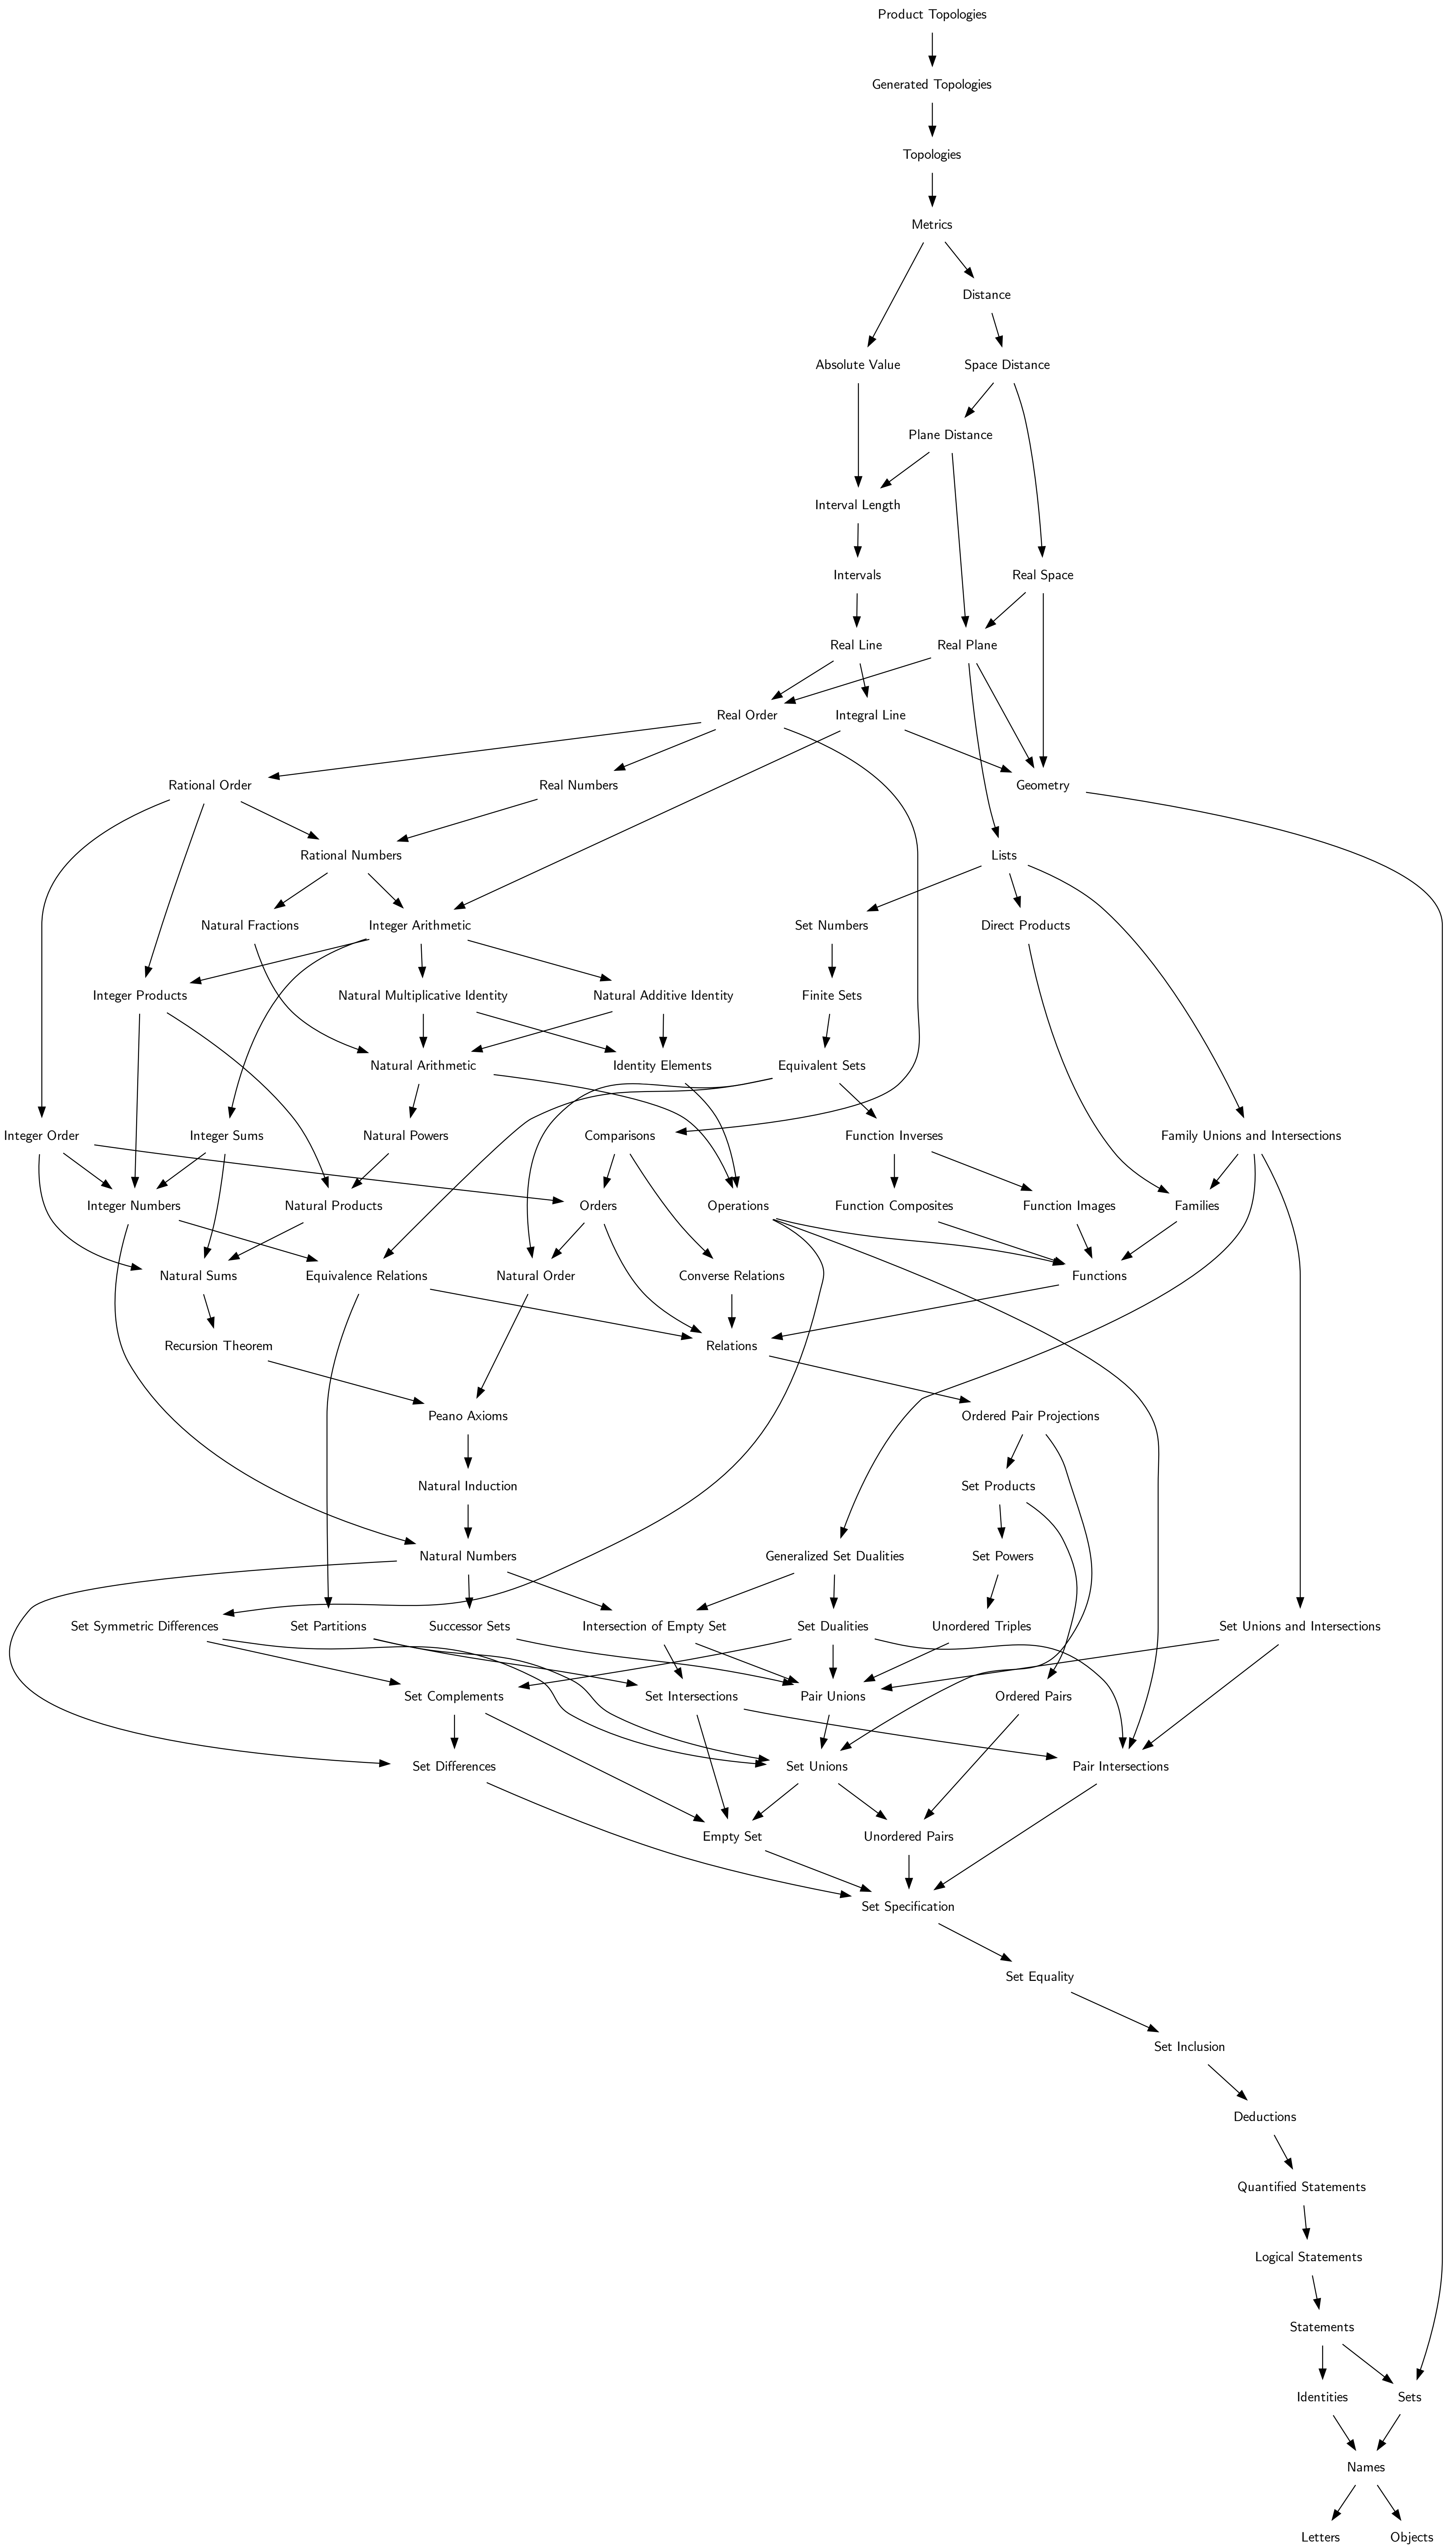 Product Topologies
Generated Topologies
Topologies
Metrics
Distance
Absolute Value
Space Distance
Plane Distance
Interval Length
Intervals
Real Space
Real Line
Real Plane
Real Order
Integral Line
Rational Order
Real Numbers
Geometry
Rational Numbers
Lists
Natural Fractions
Integer Arithmetic
Set Numbers
Direct Products
Integer Products
Natural Multiplicative Identity
Natural Additive Identity
Finite Sets
Natural Arithmetic
Identity Elements
Equivalent Sets
Integer Order
Integer Sums
Natural Powers
Comparisons
Function Inverses
Family Unions and Intersections
Integer Numbers
Natural Products
Orders
Operations
Function Composites
Function Images
Families
Natural Sums
Equivalence Relations
Natural Order
Converse Relations
Functions
Recursion Theorem
Relations
Peano Axioms
Ordered Pair Projections
Natural Induction
Set Products
Natural Numbers
Generalized Set Dualities
Set Powers
Set Symmetric Differences
Set Partitions
Successor Sets
Intersection of Empty Set
Set Dualities
Unordered Triples
Set Unions and Intersections
Set Complements
Set Intersections
Pair Unions
Ordered Pairs
Set Differences
Set Unions
Pair Intersections
Empty Set
Unordered Pairs
Set Specification
Set Equality
Set Inclusion
Deductions
Quantified Statements
Logical Statements
Statements
Identities
Sets
Names
Letters
Objects